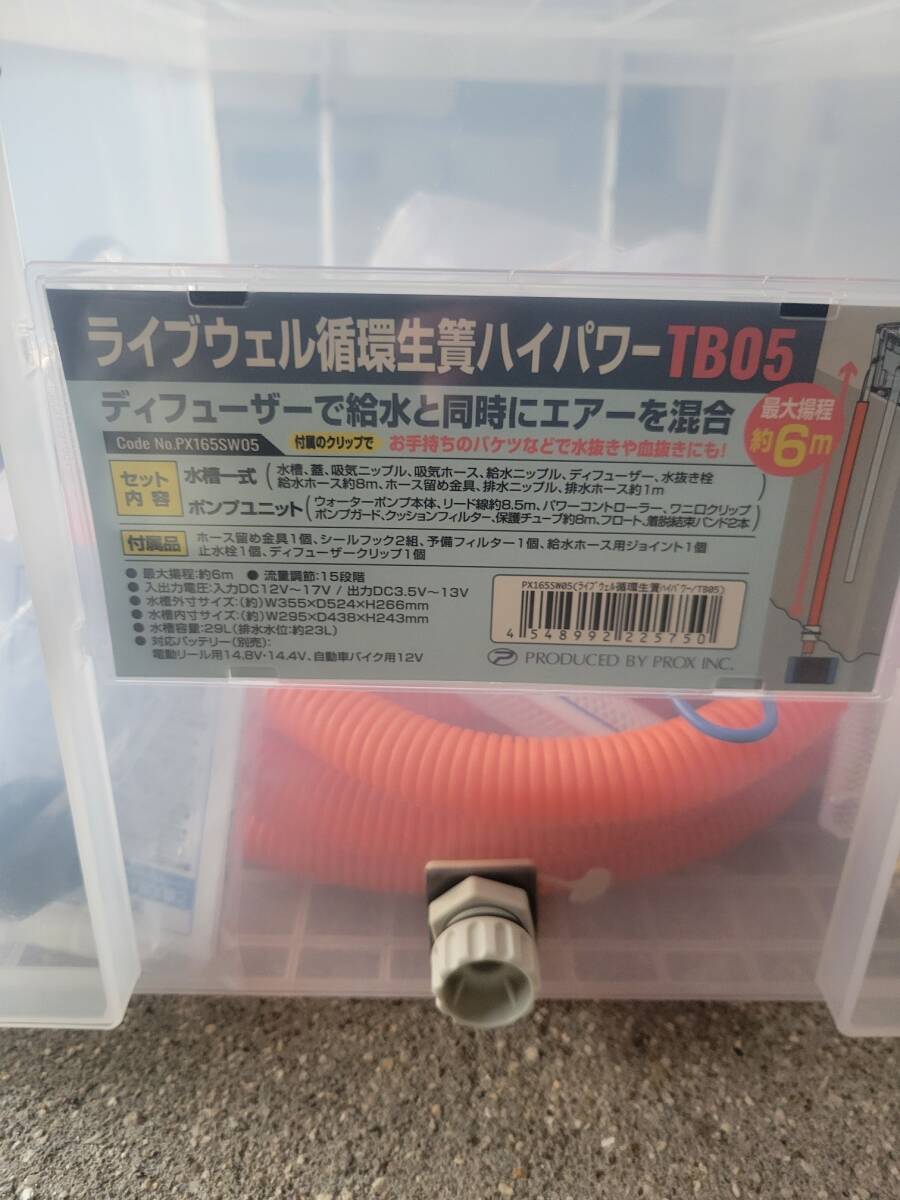 ライブウェル循環生簀ハイパワーTB05
ディフューザーで給水と同時にエアーを混合
最大揚程
約6m
Code No.PX165SW05 付属のクリップで お手持ちのバケツなどで水抜きや血抜きにも!
セット内容
水槽一式(水槽、蓋、吸気ニップル、吸気ホース、給水ニップル、ディフューザー、水抜き栓
給水ホース約8m、ホース留め金具、排水ニップル、排水ホース約1m)
ポンプユニット(ウォーターポンプ本体、リード線約8.5m、パワーコントローラー、ワニ口クリップ
ポンプガード、クッションフィルター、保護チューブ約8m、フロート、着脱結束バンド2本)
付属品 ホース留め金具1個、シールフック2組、予備フィルター1個、給水ホース用ジョイント1個
止水栓1個、ディフューザークリップ1個
● 最大揚程:約6m ● 流量調節:15段階
● 入出力電圧:入力DC12V〜17V / 出力DC3.5V〜13V
● 水槽外寸サイズ:(約)W355×D524×H266mm
● 水槽内寸サイズ:(約)W295×D438×H243mm
● 水槽容量:29L(排水水位:約23L)
● 対応バッテリー(別売):
電動リール用14.8V・14.4V、自動車バイク用12V
PX165SW05(ライブウェル循環生簀ハイパワーTB05)
4 548992 225750
PRODUCED BY PROX INC.